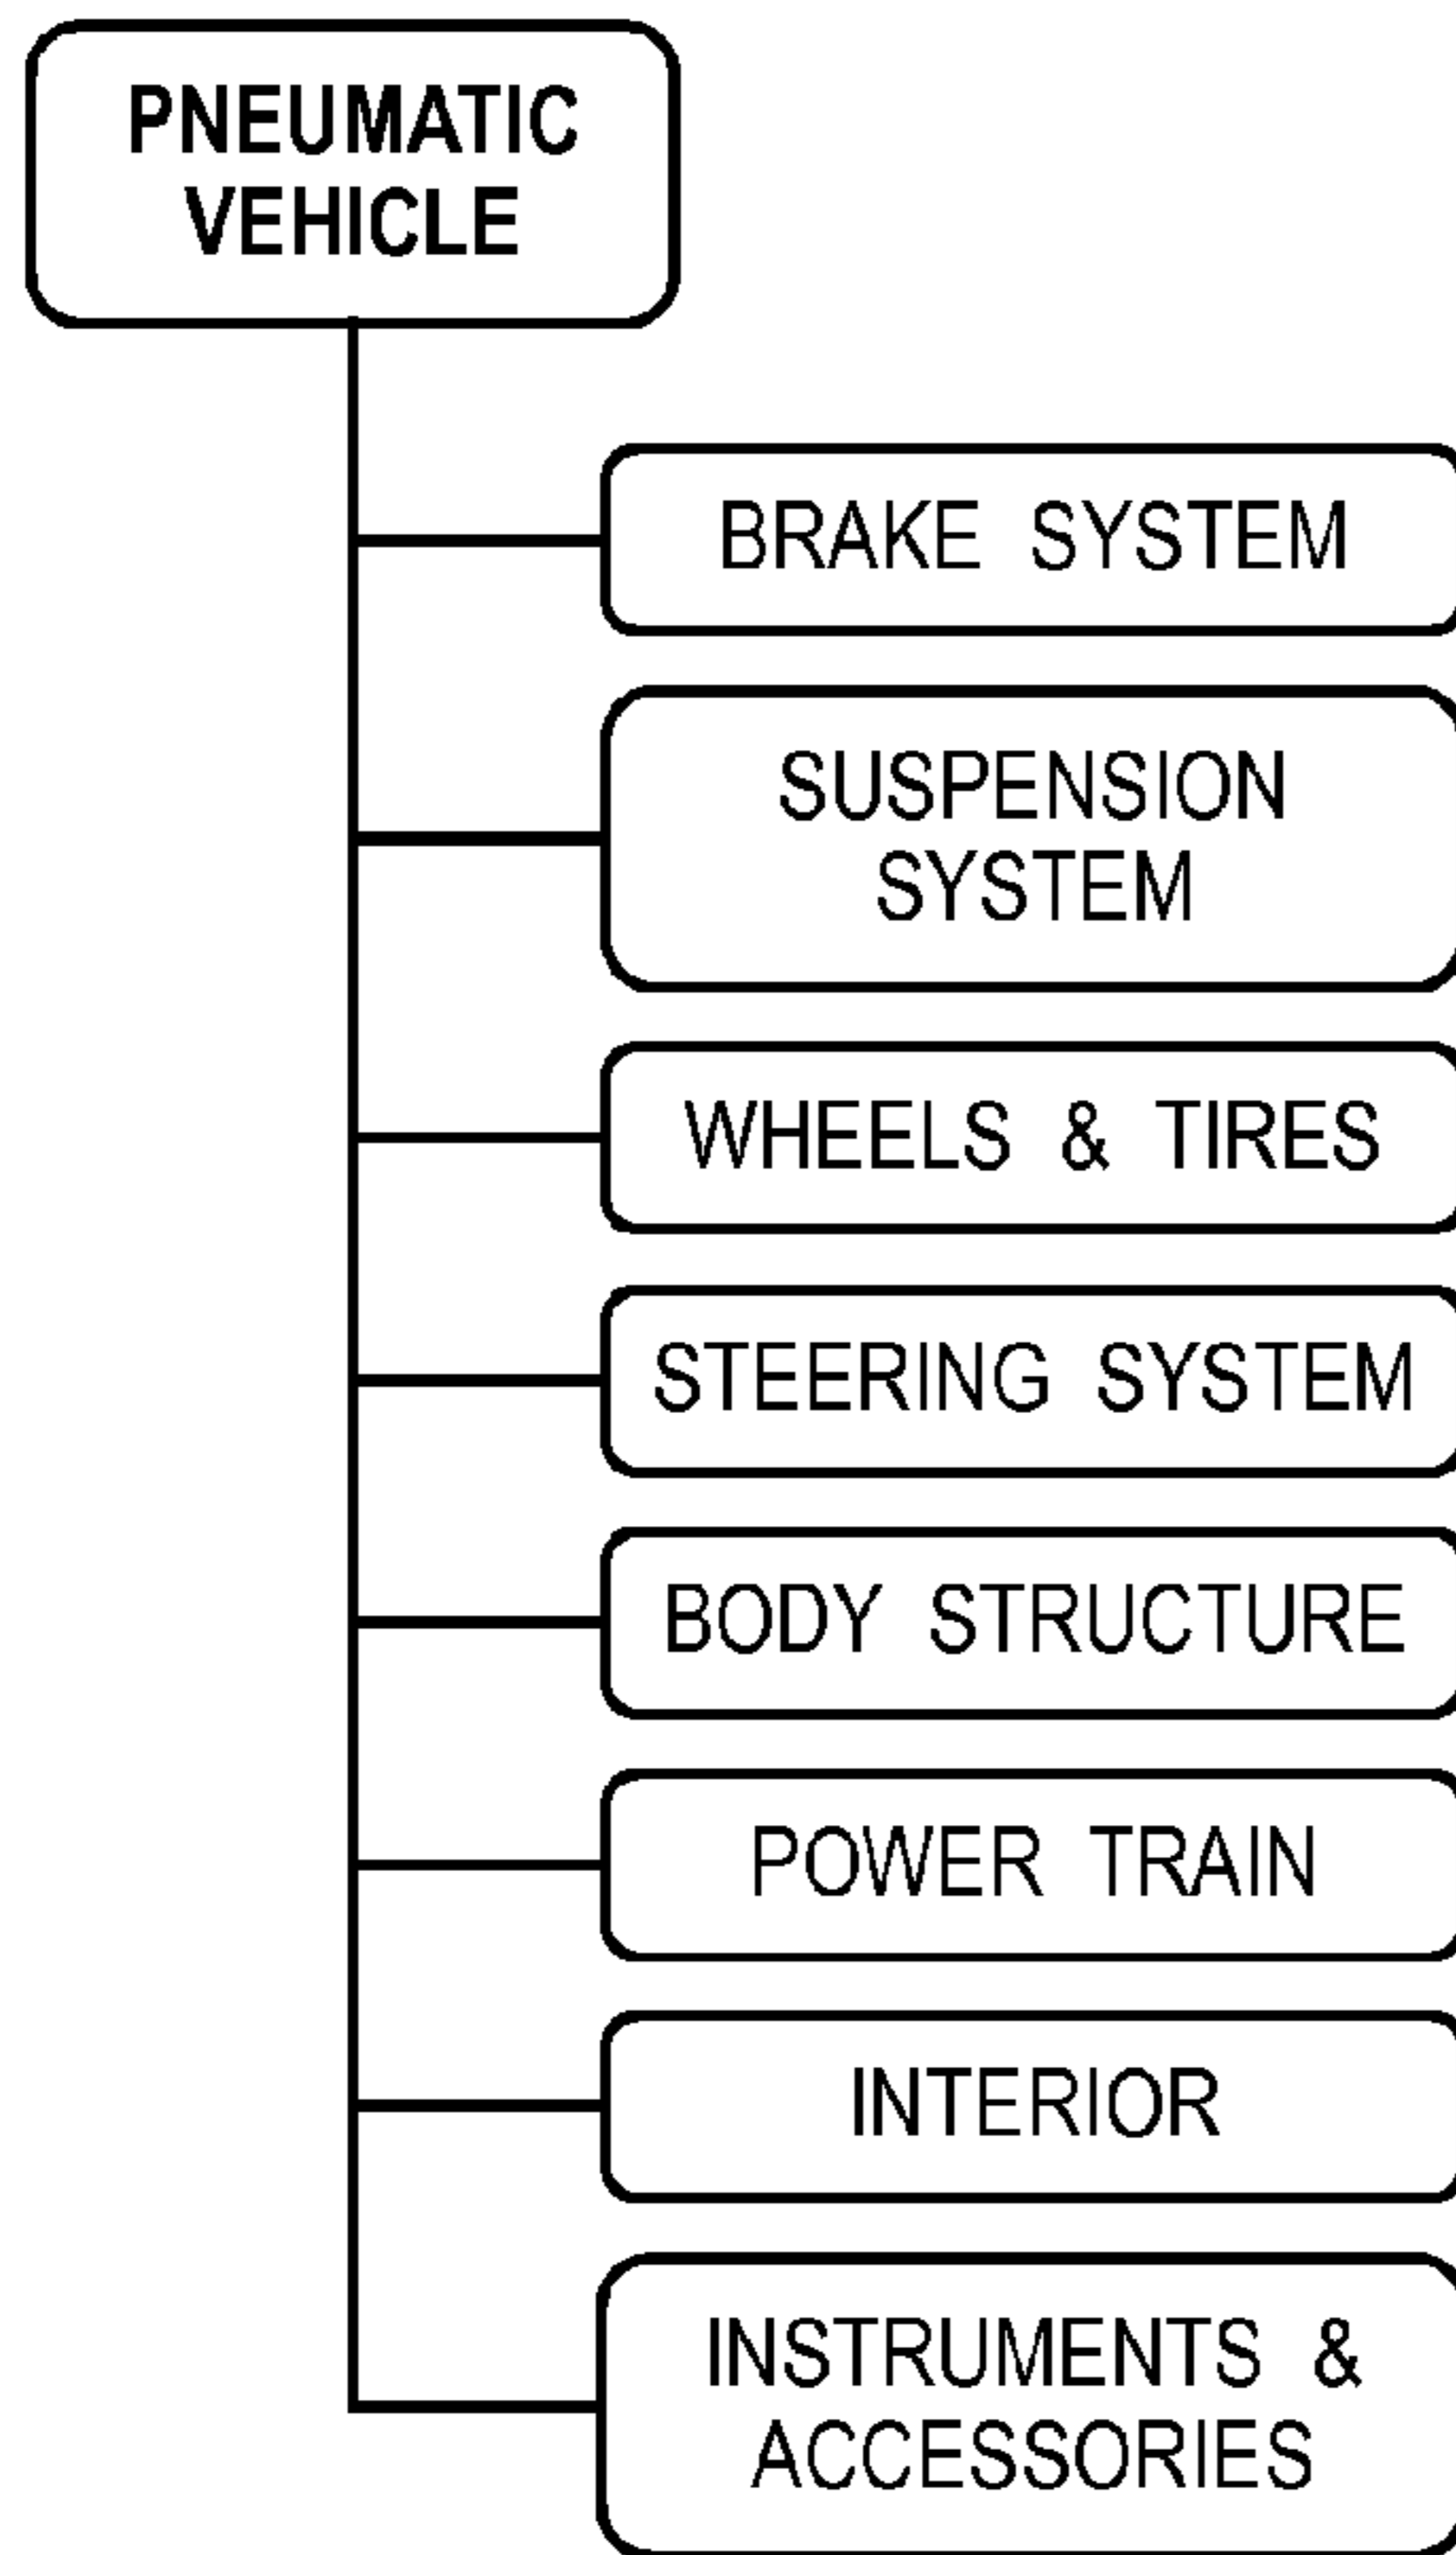 PNEUMATIC
VEHICLE
BRAKE SYSTEM
SUSPENSION
SYSTEM
WHEELS & TIRES
STEERING SYSTEM
BODY STRUCTURE
POWER TRAIN
INTERIOR
INSTRUMENTS &
ACCESSORIES